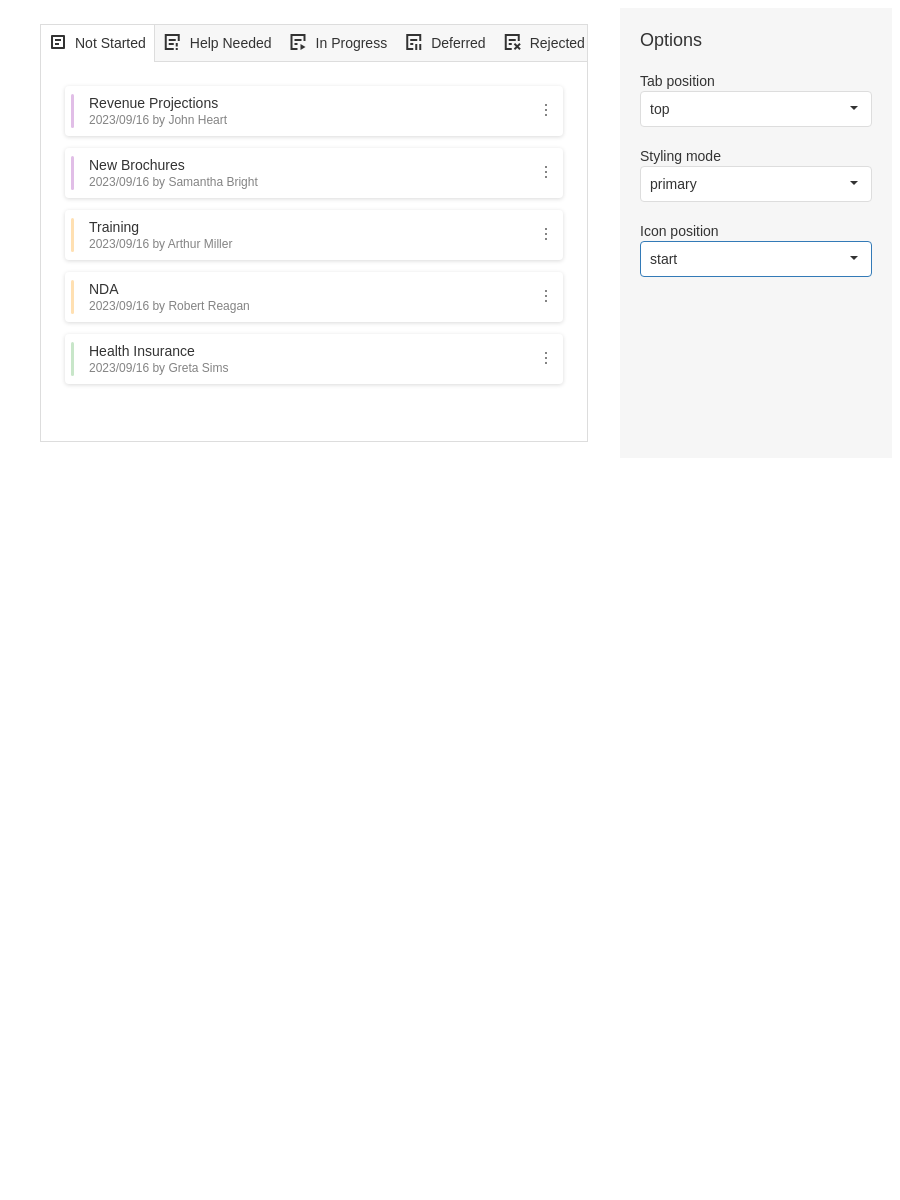 Not Started Help Needed In Progress Deferred Rejected
Revenue Projections
2023/09/16 by John Heart
New Brochures
2023/09/16 by Samantha Bright
Training
2023/09/16 by Arthur Miller
NDA
2023/09/16 by Robert Reagan
Health Insurance
2023/09/16 by Greta Sims
Options
Tab position
top
Styling mode
primary
Icon position
start